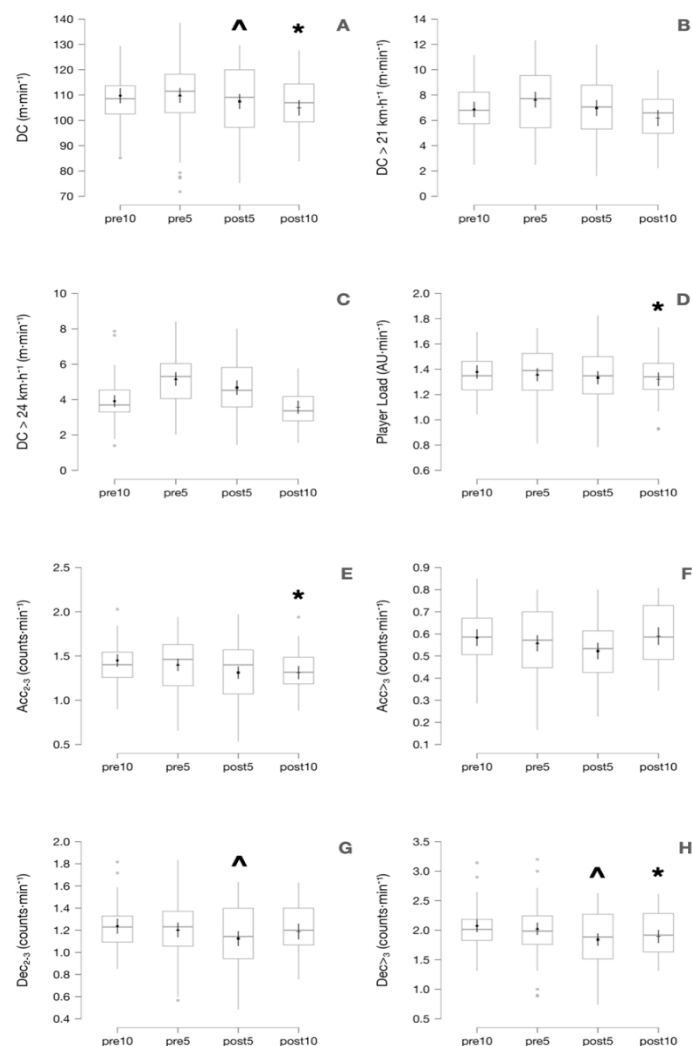 A
DC (m·min⁻¹)
140
130
120
110
100
90
80
70
^
*
pre10 pre5 post5 post10
B
DC > 21 km·h⁻¹ (m·min⁻¹)
14
12
10
8
6
4
2
0
pre10 pre5 post5 post10
C
DC > 24 km·h⁻¹ (m·min⁻¹)
10
8
6
4
2
0
pre10 pre5 post5 post10
D
Player Load (AU·min⁻¹)
2.0
1.8
1.6
1.4
1.2
1.0
0.8
0.6
*
pre10 pre5 post5 post10
E
Acc₂₋₃ (counts·min⁻¹)
2.5
2.0
1.5
1.0
0.5
*
pre10 pre5 post5 post10
F
Acc>₃ (counts·min⁻¹)
0.9
0.8
0.7
0.6
0.5
0.4
0.3
0.2
0.1
pre10 pre5 post5 post10
G
Dec₂₋₃ (counts·min⁻¹)
2.0
1.8
1.6
1.4
1.2
1.0
0.8
0.6
0.4
^
pre10 pre5 post5 post10
H
Dec>₃ (counts·min⁻¹)
3.5
3.0
2.5
2.0
1.5
1.0
0.5
^
*
pre10 pre5 post5 post10